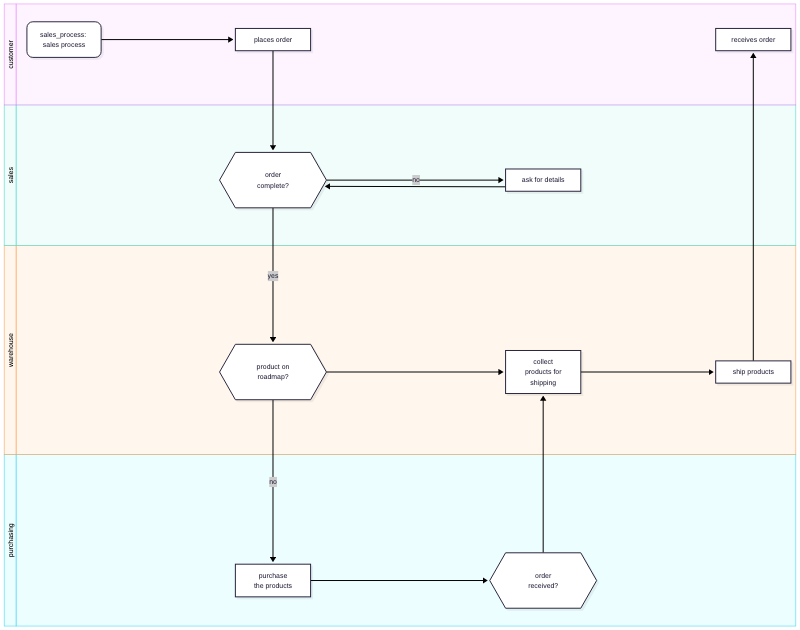 customer
sales_process:
sales process
places order
receives order
sales
order
complete?
no
ask for details
yes
warehouse
product on
roadmap?
collect
products for
shipping
ship products
no
purchasing
purchase
the products
order
received?